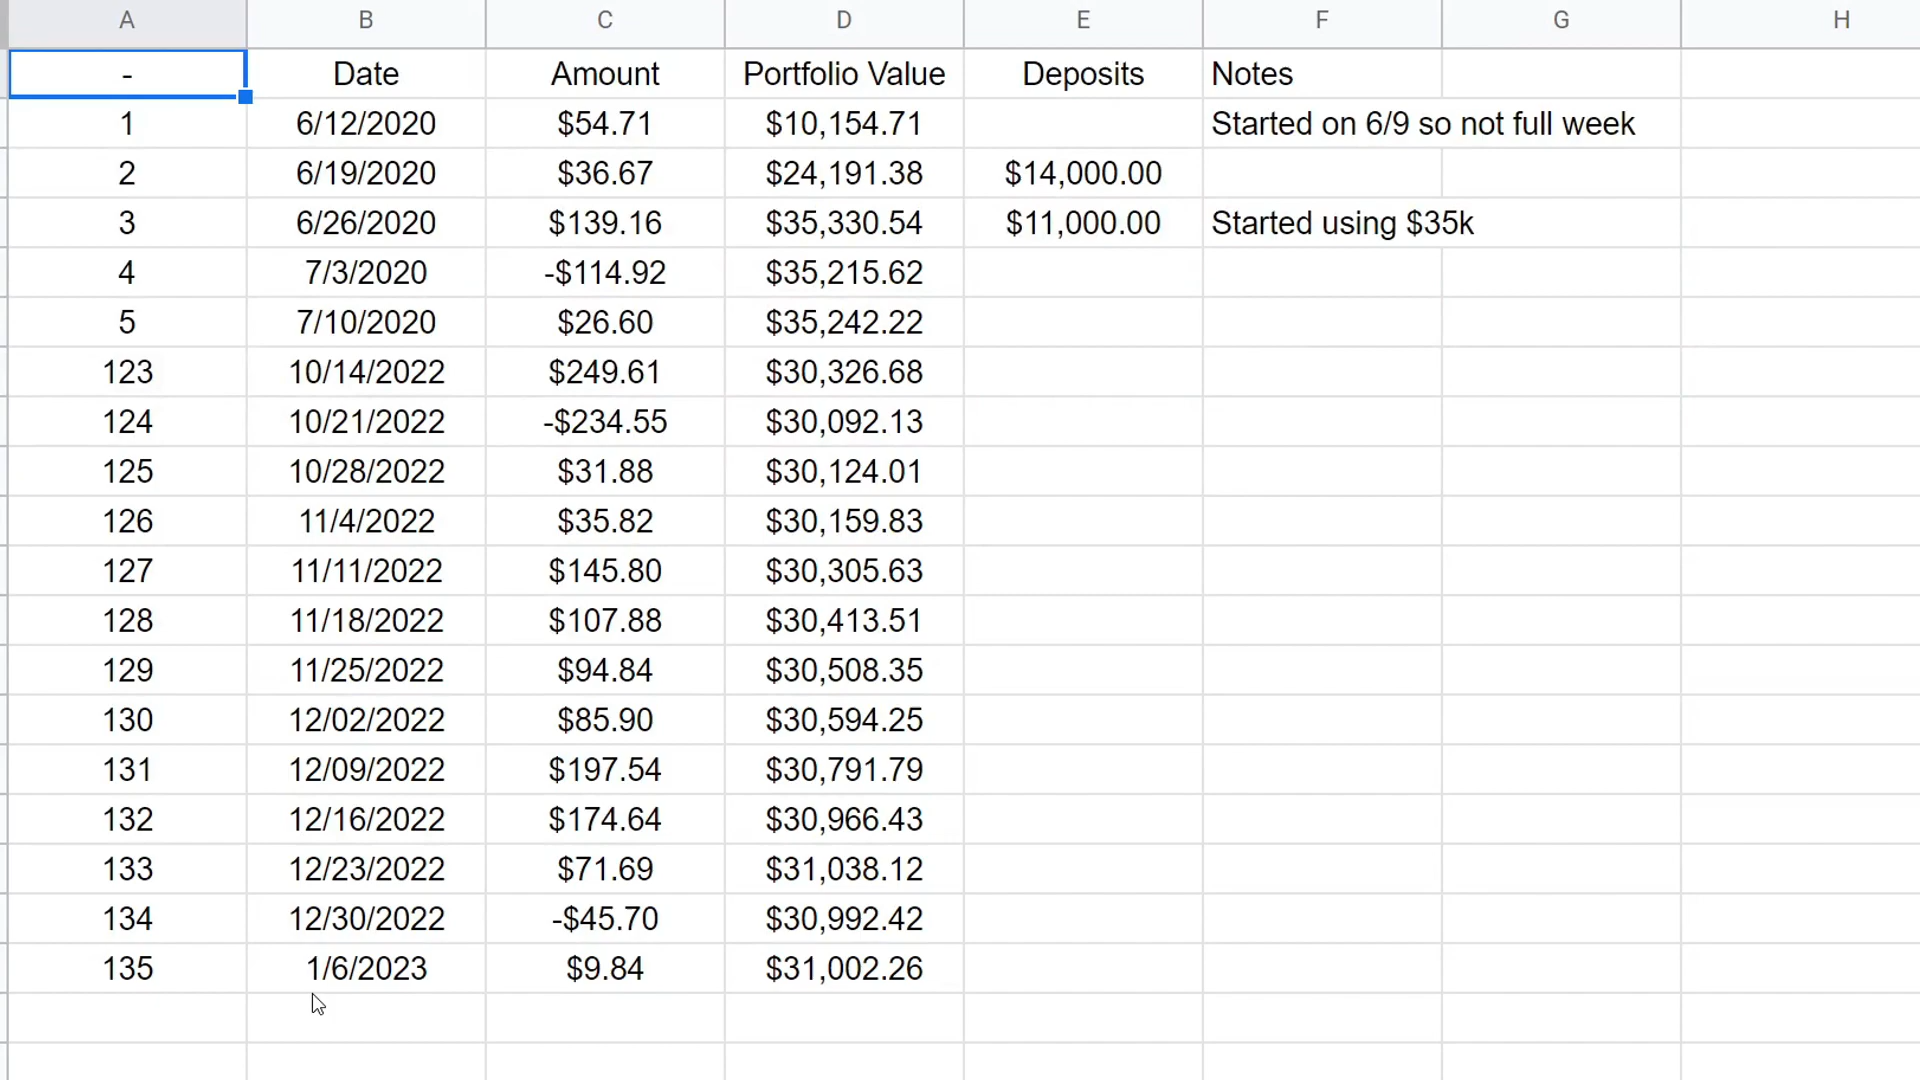 A B C D E F G H
- Date Amount Portfolio Value Deposits Notes
1 6/12/2020 $54.71 $10,154.71 Started on 6/9 so not full week
2 6/19/2020 $36.67 $24,191.38 $14,000.00
3 6/26/2020 $139.16 $35,330.54 $11,000.00 Started using $35k
4 7/3/2020 -$114.92 $35,215.62
5 7/10/2020 $26.60 $35,242.22
123 10/14/2022 $249.61 $30,326.68
124 10/21/2022 -$234.55 $30,092.13
125 10/28/2022 $31.88 $30,124.01
126 11/4/2022 $35.82 $30,159.83
127 11/11/2022 $145.80 $30,305.63
128 11/18/2022 $107.88 $30,413.51
129 11/25/2022 $94.84 $30,508.35
130 12/02/2022 $85.90 $30,594.25
131 12/09/2022 $197.54 $30,791.79
132 12/16/2022 $174.64 $30,966.43
133 12/23/2022 $71.69 $31,038.12
134 12/30/2022 -$45.70 $30,992.42
135 1/6/2023 $9.84 $31,002.26